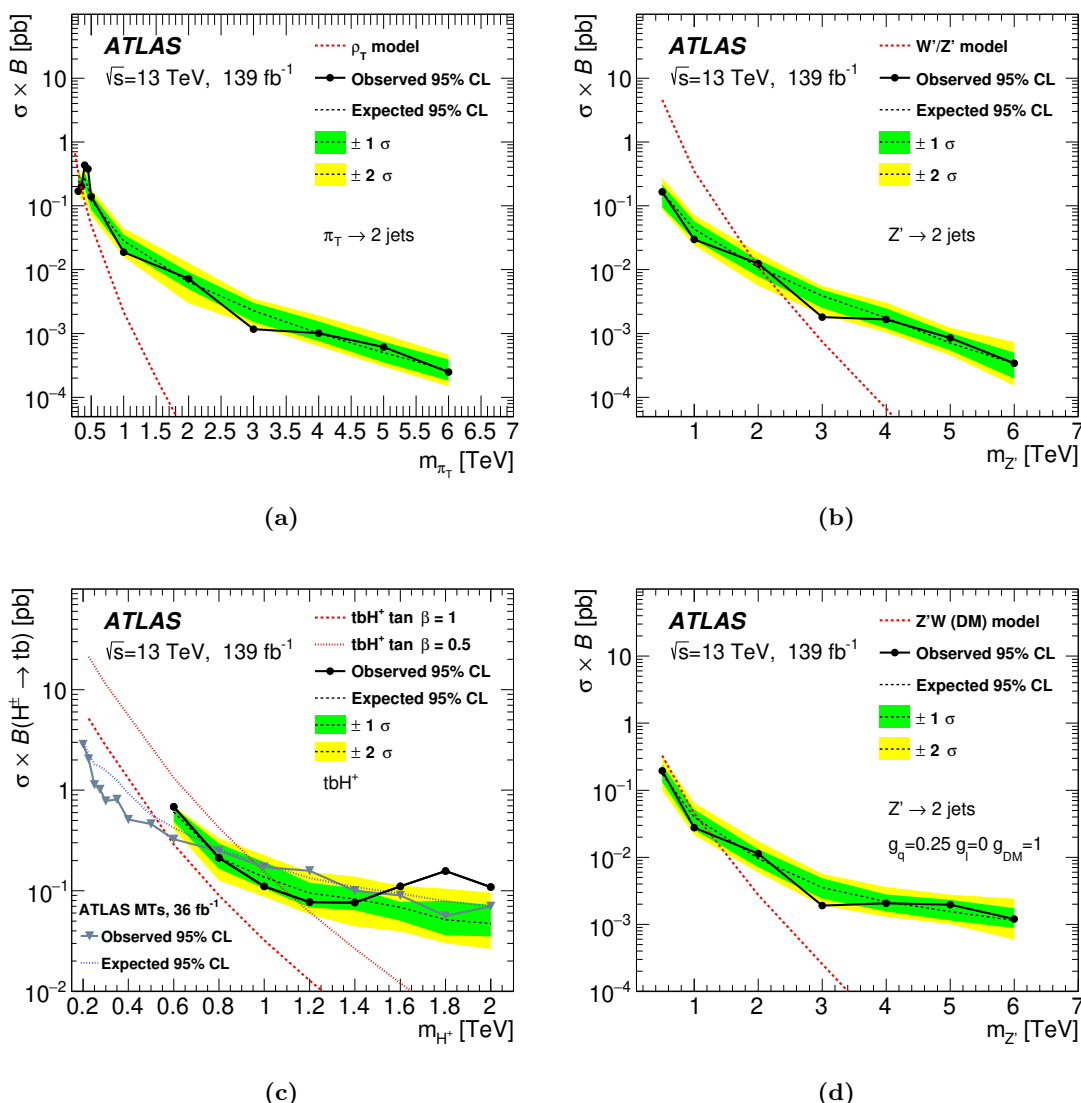 σ × B [pb]
ATLAS
√s=13 TeV, 139 fb⁻¹
ρ_T model
Observed 95% CL
Expected 95% CL
± 1 σ
± 2 σ
π_T → 2 jets
10
1
10⁻¹
10⁻²
10⁻³
10⁻⁴
0.5 1 1.5 2 2.5 3 3.5 4 4.5 5 5.5 6 6.5 7
m_π_T [TeV]
(a)
σ × B [pb]
ATLAS
√s=13 TeV, 139 fb⁻¹
W'/Z' model
Observed 95% CL
Expected 95% CL
± 1 σ
± 2 σ
Z' → 2 jets
10
1
10⁻¹
10⁻²
10⁻³
10⁻⁴
1 2 3 4 5 6 7
m_Z' [TeV]
(b)
σ × B(H± → tb) [pb]
ATLAS
√s=13 TeV, 139 fb⁻¹
tbH⁺ tan β = 1
tbH⁺ tan β = 0.5
Observed 95% CL
Expected 95% CL
± 1 σ
± 2 σ
tbH⁺
ATLAS MTs, 36 fb⁻¹
Observed 95% CL
Expected 95% CL
10
1
10⁻¹
10⁻²
0.2 0.4 0.6 0.8 1 1.2 1.4 1.6 1.8 2
m_H⁺ [TeV]
(c)
σ × B [pb]
ATLAS
√s=13 TeV, 139 fb⁻¹
Z'W (DM) model
Observed 95% CL
Expected 95% CL
± 1 σ
± 2 σ
Z' → 2 jets
g_q=0.25 g_l=0 g_DM=1
10
1
10⁻¹
10⁻²
10⁻³
10⁻⁴
1 2 3 4 5 6 7
m_Z' [TeV]
(d)